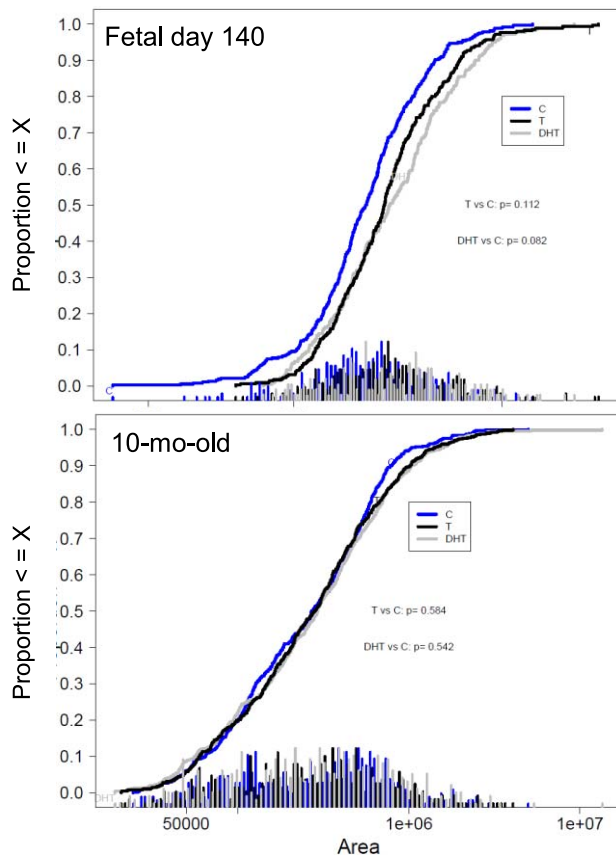 Fetal day 140
Proportion < = X
1.0
0.9
0.8
0.7
0.6
0.5
0.4
0.3
0.2
0.1
0.0
C
T
DHT
T vs C: p= 0.112
DHT vs C: p= 0.082
DHT
C
10-mo-old
Proportion < = X
1.0
0.9
0.8
0.7
0.6
0.5
0.4
0.3
0.2
0.1
0.0
C
T
C
T
DHT
T vs C: p= 0.584
DHT vs C: p= 0.542
DHT
50000
1e+06
1e+07
Area